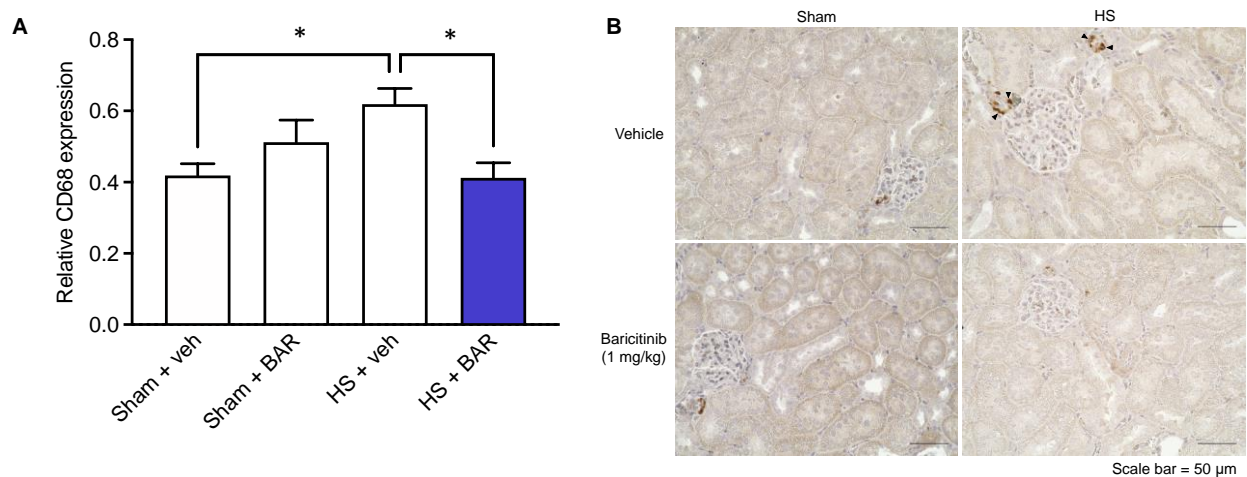 A
Relative CD68 expression
0.8
0.6
0.4
0.2
0.0
*
*
Sham + veh
Sham + BAR
HS + veh
HS + BAR
B
Sham
HS
Vehicle
Baricitinib
(1 mg/kg)
Scale bar = 50 µm